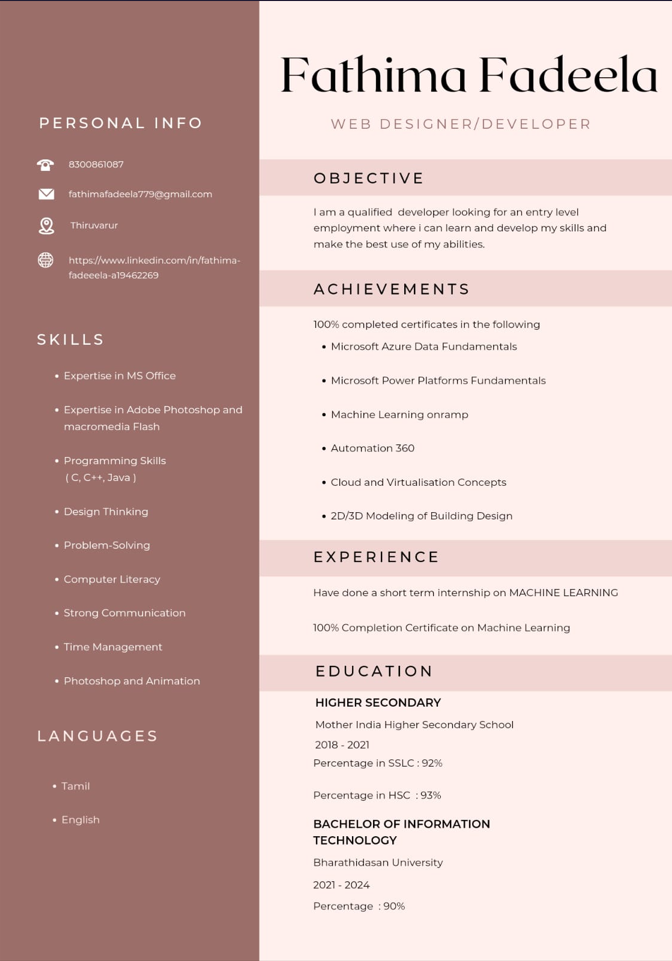 Fathima Fadeela
WEB DESIGNER/DEVELOPER
PERSONAL INFO
8300861087
fathimafadeela779@gmail.com
Thiruvarur
https://www.linkedin.com/in/fathima-
fadeeela-a19462269
SKILLS
• Expertise in MS Office
• Expertise in Adobe Photoshop and
macromedia Flash
• Programming Skills
( C, C++, Java )
• Design Thinking
• Problem-Solving
• Computer Literacy
• Strong Communication
• Time Management
• Photoshop and Animation
LANGUAGES
• Tamil
• English
OBJECTIVE
I am a qualified developer looking for an entry level
employment where i can learn and develop my skills and
make the best use of my abilities.
ACHIEVEMENTS
100% completed certificates in the following
• Microsoft Azure Data Fundamentals
• Microsoft Power Platforms Fundamentals
• Machine Learning onramp
• Automation 360
• Cloud and Virtualisation Concepts
• 2D/3D Modeling of Building Design
EXPERIENCE
Have done a short term internship on MACHINE LEARNING
100% Completion Certificate on Machine Learning
EDUCATION
HIGHER SECONDARY
Mother India Higher Secondary School
2018 - 2021
Percentage in SSLC : 92%
Percentage in HSC : 93%
BACHELOR OF INFORMATION
TECHNOLOGY
Bharathidasan University
2021 - 2024
Percentage : 90%